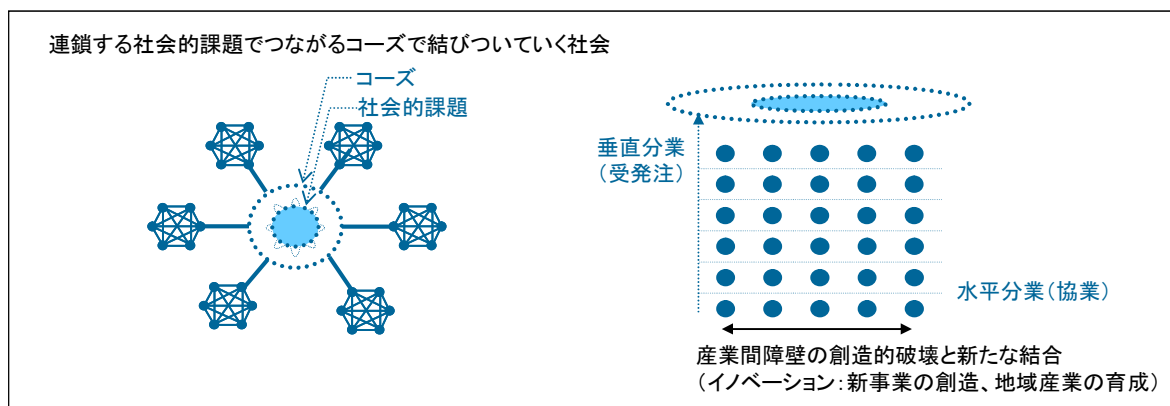 連鎖する社会的課題でつながるコーズで結びついていく社会
コーズ
社会的課題
垂直分業
(受発注)
水平分業(協業)
産業間障壁の創造的破壊と新たな結合
(イノベーション:新事業の創造、地域産業の育成)